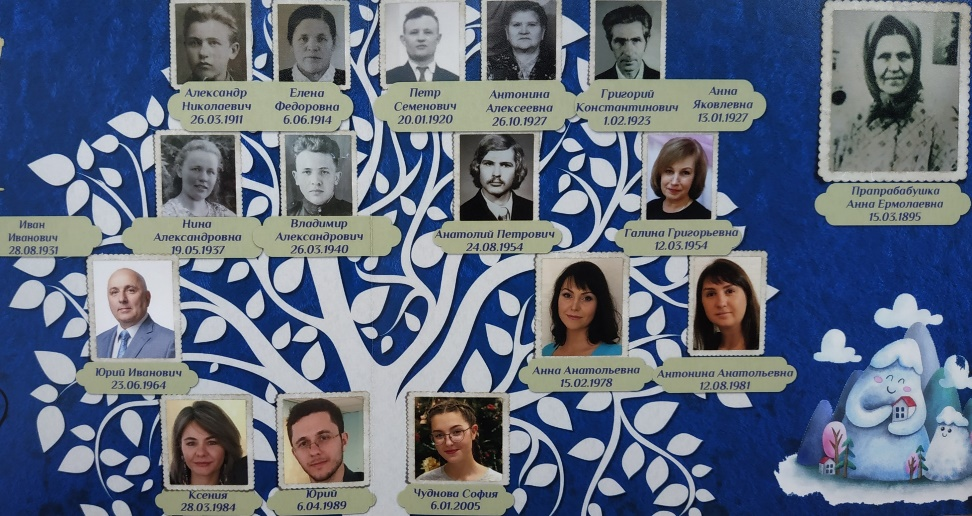 Александр
Николаевич
26.03.1911
Елена
Федоровна
6.06.1914
Петр
Семенович
20.01.1920
Антонина
Алексеевна
26.10.1927
Григорий
Константинович
1.02.1923
Анна
Яковлевна
13.01.1927
Прапрабабушка
Анна Ермолаевна
15.03.1895
Иван
Иванович
28.08.1931
Нина
Александровна
19.05.1937
Владимир
Александрович
26.03.1940
Анатолий Петрович
24.08.1954
Галина Григорьевна
12.03.1954
Юрий Иванович
23.06.1964
Анна Анатольевна
15.02.1978
Антонина Анатольевна
12.08.1981
Ксения
28.03.1984
Юрий
6.04.1989
Чуднова София
6.01.2005